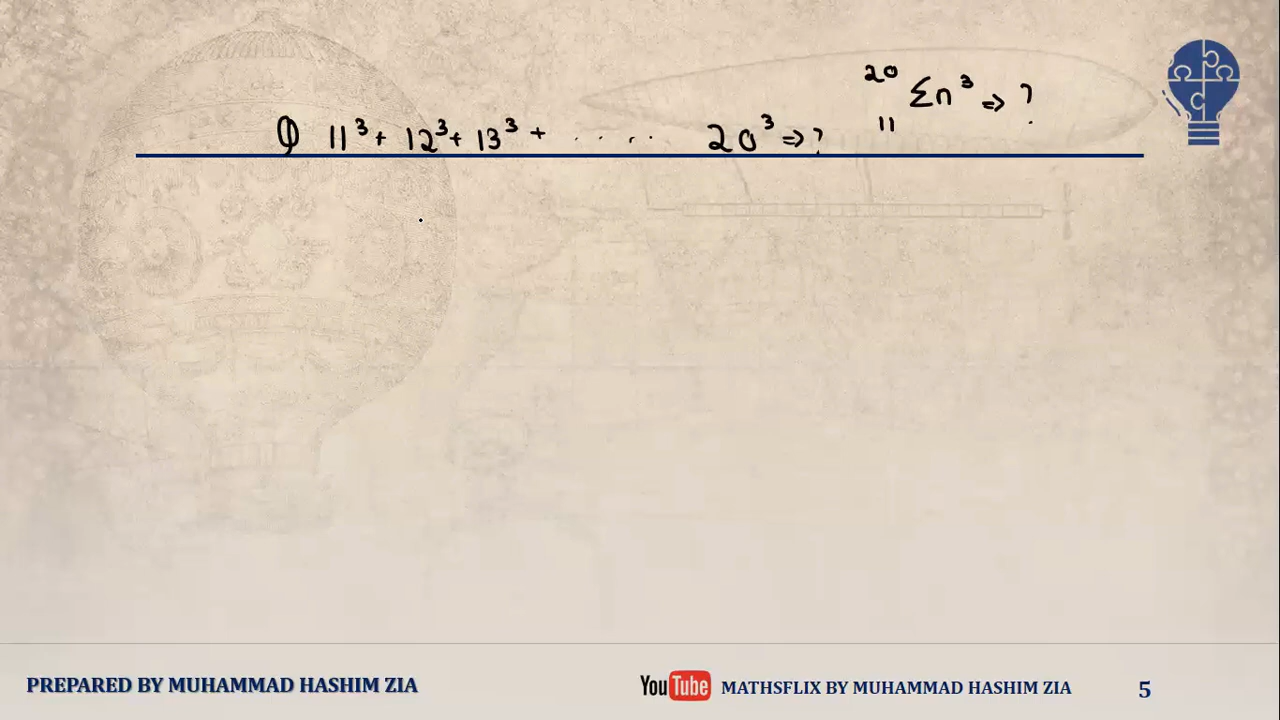 Q 11³ + 12³ + 13³ + ..... 20³ ⇒ ?
20
Σn³ ⇒ ?
11
PREPARED BY MUHAMMAD HASHIM ZIA
YouTube MATHSFLIX BY MUHAMMAD HASHIM ZIA
5